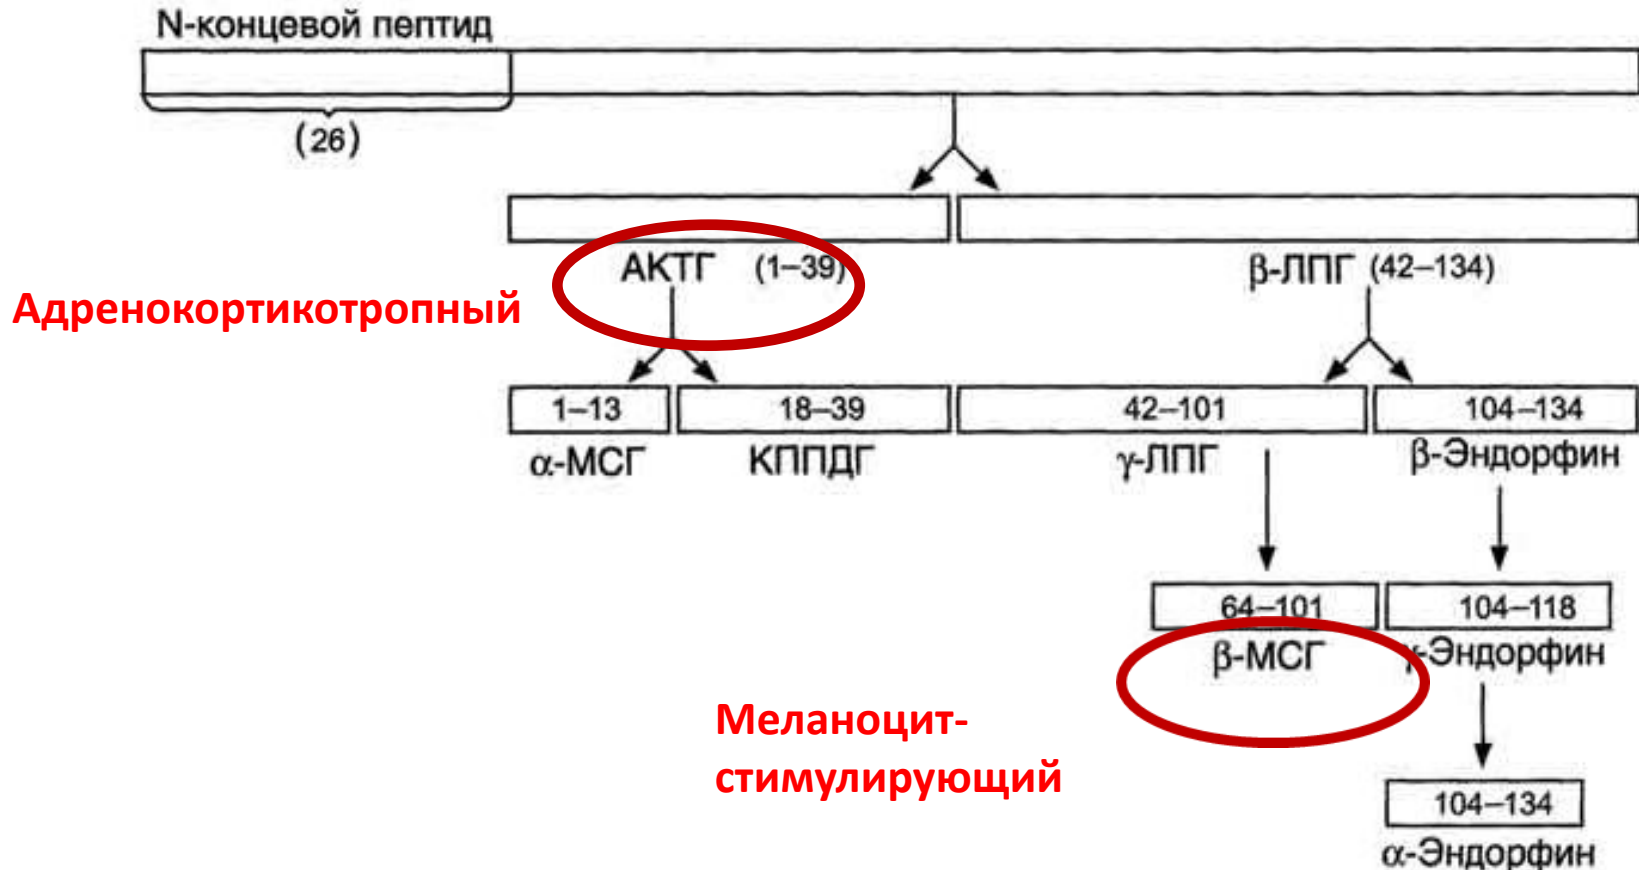 N-концевой пептид
(26)
АКТГ (1–39)
β-ЛПГ (42–134)
Адренокортикотропный
1–13
18–39
42–101
104–134
α-МСГ
КППДГ
γ-ЛПГ
β-Эндорфин
64–101
104–118
β-МСГ
γ-Эндорфин
Меланоцит-
стимулирующий
104–134
α-Эндорфин